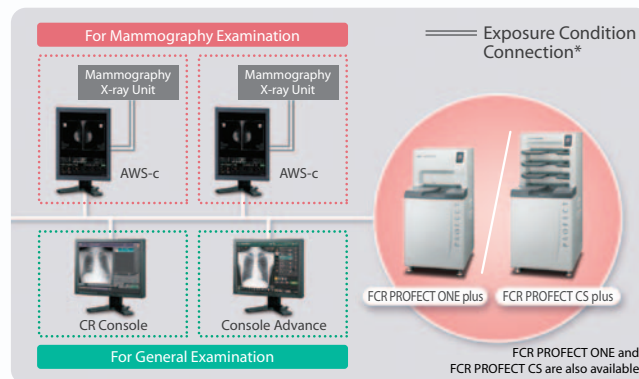 For Mammography Examination
Exposure Condition
Connection*
Mammography
X-ray Unit
Mammography
X-ray Unit
AWS-c
AWS-c
CR Console
Console Advance
For General Examination
PROFECT
PROFECT
FCR PROFECT ONE plus
FCR PROFECT CS plus
FCR PROFECT ONE and
FCR PROFECT CS are also available